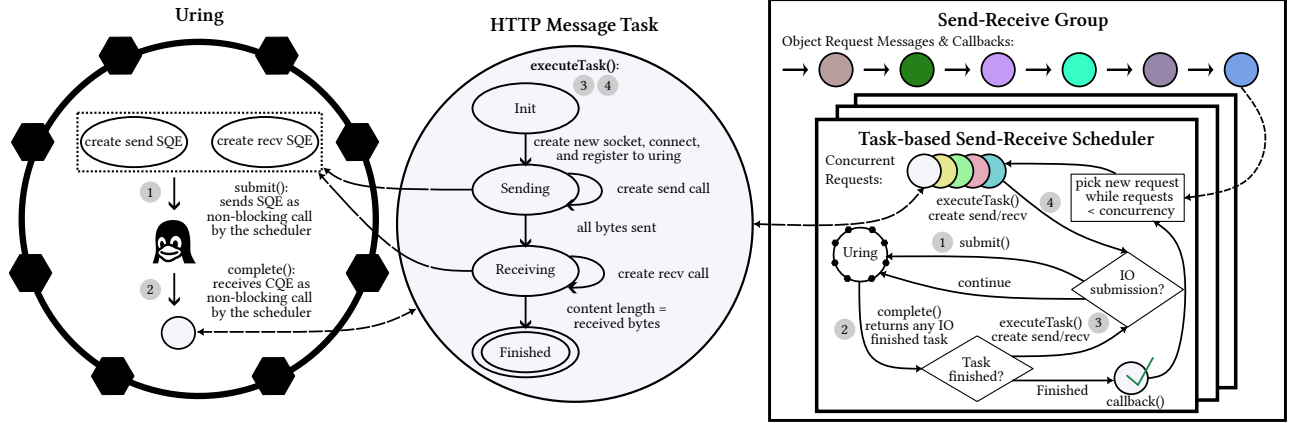 Uring
create send SQE
create recv SQE
1
submit():
sends SQE as
non-blocking call
by the scheduler
2
complete():
receives CQE as
non-blocking call
by the scheduler
HTTP Message Task
executeTask():
3 4
Init
create new socket, connect,
and register to uring
Sending
create send call
all bytes sent
Receiving
create recv call
content length =
received bytes
Finished
Send-Receive Group
Object Request Messages & Callbacks:
Task-based Send-Receive Scheduler
Concurrent
Requests:
executeTask()
create send/recv
4
pick new request
while requests
< concurrency
1 submit()
Uring
continue
IO
submission?
2
complete()
returns any IO
finished task
executeTask()
create send/recv
3
Task
finished?
Finished
callback()